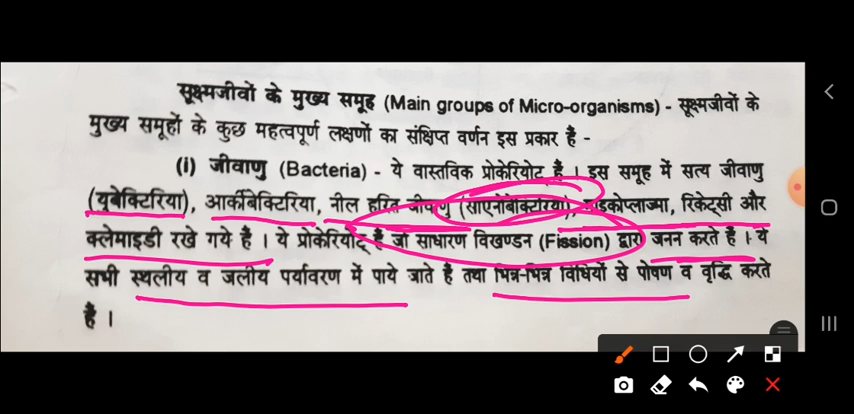 सूक्ष्मजीवों के मुख्य समूह (Main groups of Micro-organisms) - सूक्ष्मजीवों के
मुख्य समूहों के कुछ महत्वपूर्ण लक्षणों का संक्षिप्त वर्णन इस प्रकार है -
(i) जीवाणु (Bacteria) - ये वास्तविक प्रोकेरियोट् है । इस समूह में सत्य जीवाणु
(यूबेक्टिरिया), आर्कीबेक्टिरिया, नील हरित जीवाणु (साएनोबेक्टिरिया), माइकोप्लाज्मा, रिकेट्सी और
क्लेमाइडी रखे गये है । ये प्रोकेरियोट् है जो साधारण विखण्डन (Fission) द्वारा जनन करते है । ये
सभी स्थलीय व जलीय पर्यावरण में पाये जाते है तथा भिन्न-भिन्न विधियों से पोषण व वृद्धि करते
है ।